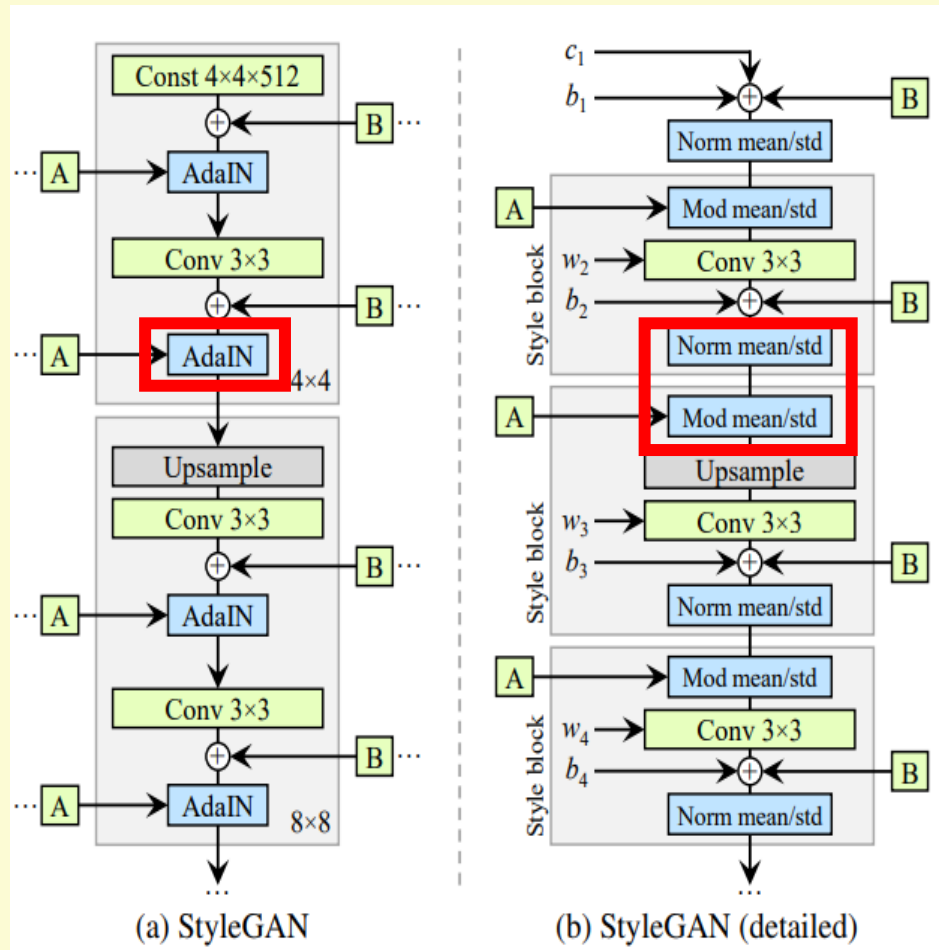 Const 4×4×512
B ...
... A
AdaIN
Conv 3×3
B ...
... A
AdaIN
4×4
Upsample
Conv 3×3
B ...
... A
AdaIN
Conv 3×3
B ...
... A
AdaIN
8×8
...
(a) StyleGAN
c₁
b₁
B
Norm mean/std
A
Mod mean/std
Style block
w₂
Conv 3×3
b₂
B
Norm mean/std
A
Mod mean/std
Upsample
Style block
w₃
Conv 3×3
b₃
B
Norm mean/std
A
Mod mean/std
Style block
w₄
Conv 3×3
b₄
B
Norm mean/std
...
(b) StyleGAN (detailed)